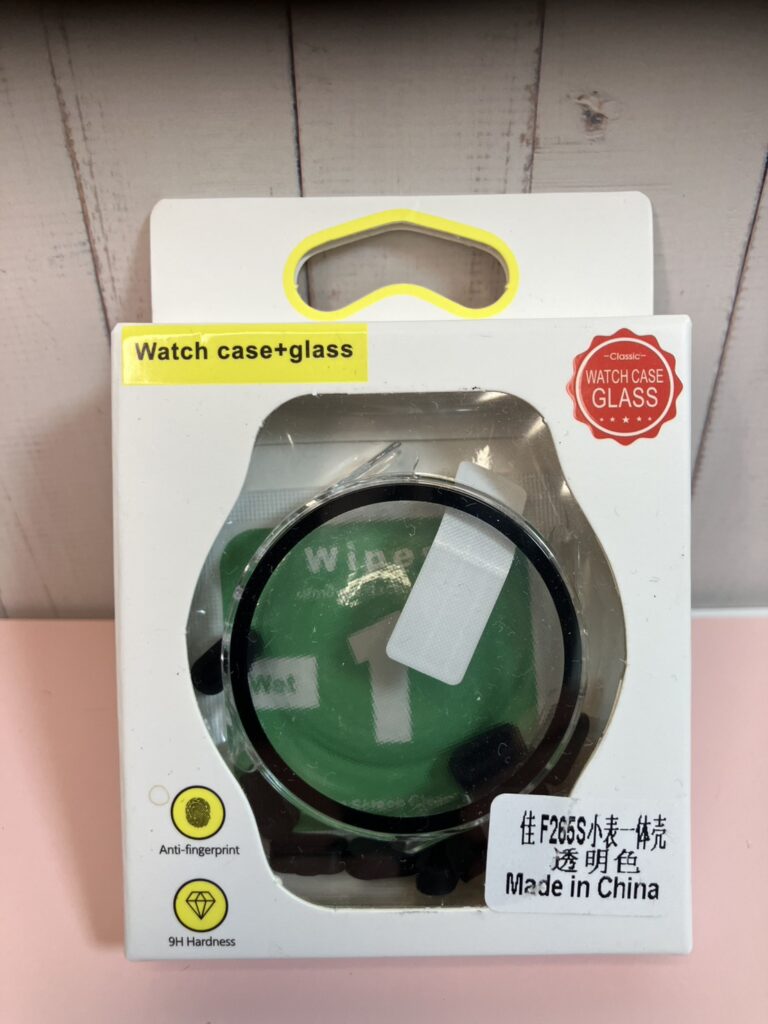 Watch case+glass
Classic
WATCH CASE
GLASS
Wipes
Wet
1
Anti-fingerprint
9H Hardness
佳F265S小表一体壳
透明色
Made in China